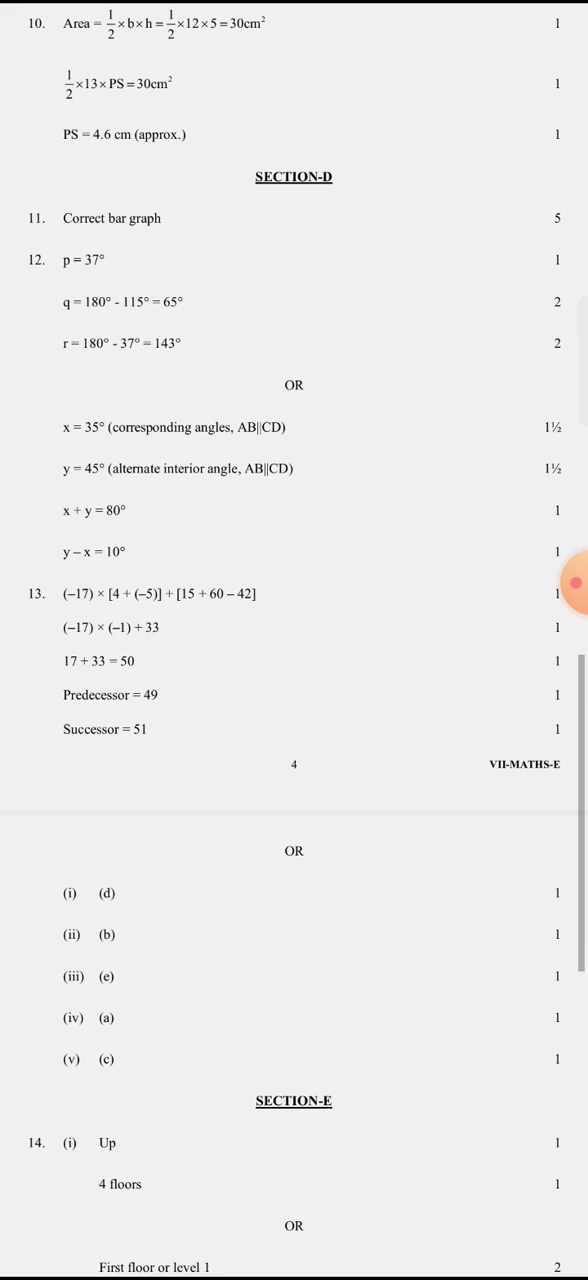 10. Area = 1/2 × b × h = 1/2 × 12 × 5 = 30cm² 1
1/2 × 13 × PS = 30cm² 1
PS = 4.6 cm (approx.) 1
SECTION-D
11. Correct bar graph 5
12. p = 37° 1
q = 180° - 115° = 65° 2
r = 180° - 37° = 143° 2
OR
x = 35° (corresponding angles, AB||CD) 1½
y = 45° (alternate interior angle, AB||CD) 1½
x + y = 80° 1
y – x = 10° 1
13. (–17) × [4 + (–5)] + [15 + 60 – 42] 1
(–17) × (–1) + 33 1
17 + 33 = 50 1
Predecessor = 49 1
Successor = 51 1
4 VII-MATHS-E
OR
(i) (d) 1
(ii) (b) 1
(iii) (e) 1
(iv) (a) 1
(v) (c) 1
SECTION-E
14. (i) Up 1
4 floors 1
OR
First floor or level 1 2